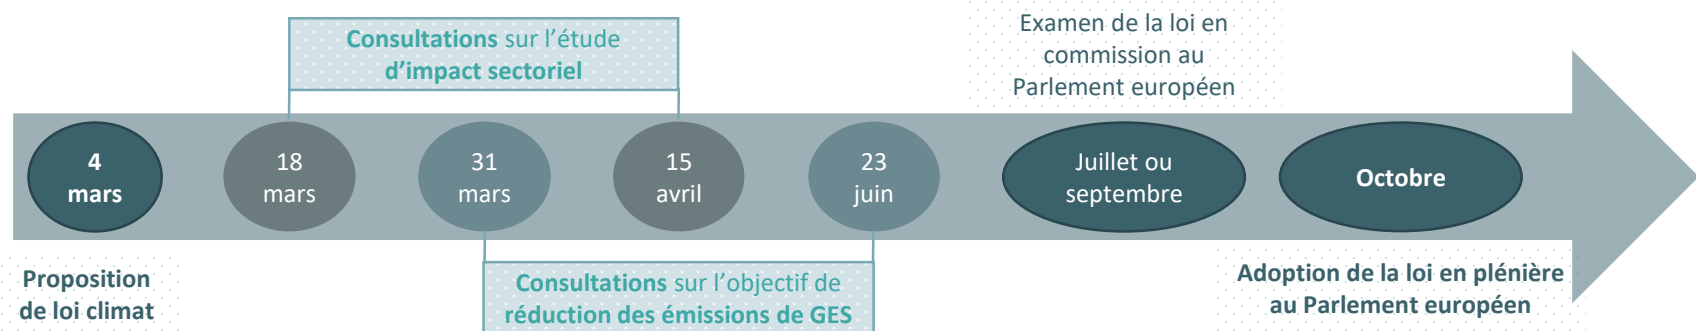 Consultations sur l’étude
d’impact sectoriel
Examen de la loi en
commission au
Parlement européen
4
mars
18
mars
31
mars
15
avril
23
juin
Juillet ou
septembre
Octobre
Proposition
de loi climat
Consultations sur l’objectif de
réduction des émissions de GES
Adoption de la loi en plénière
au Parlement européen